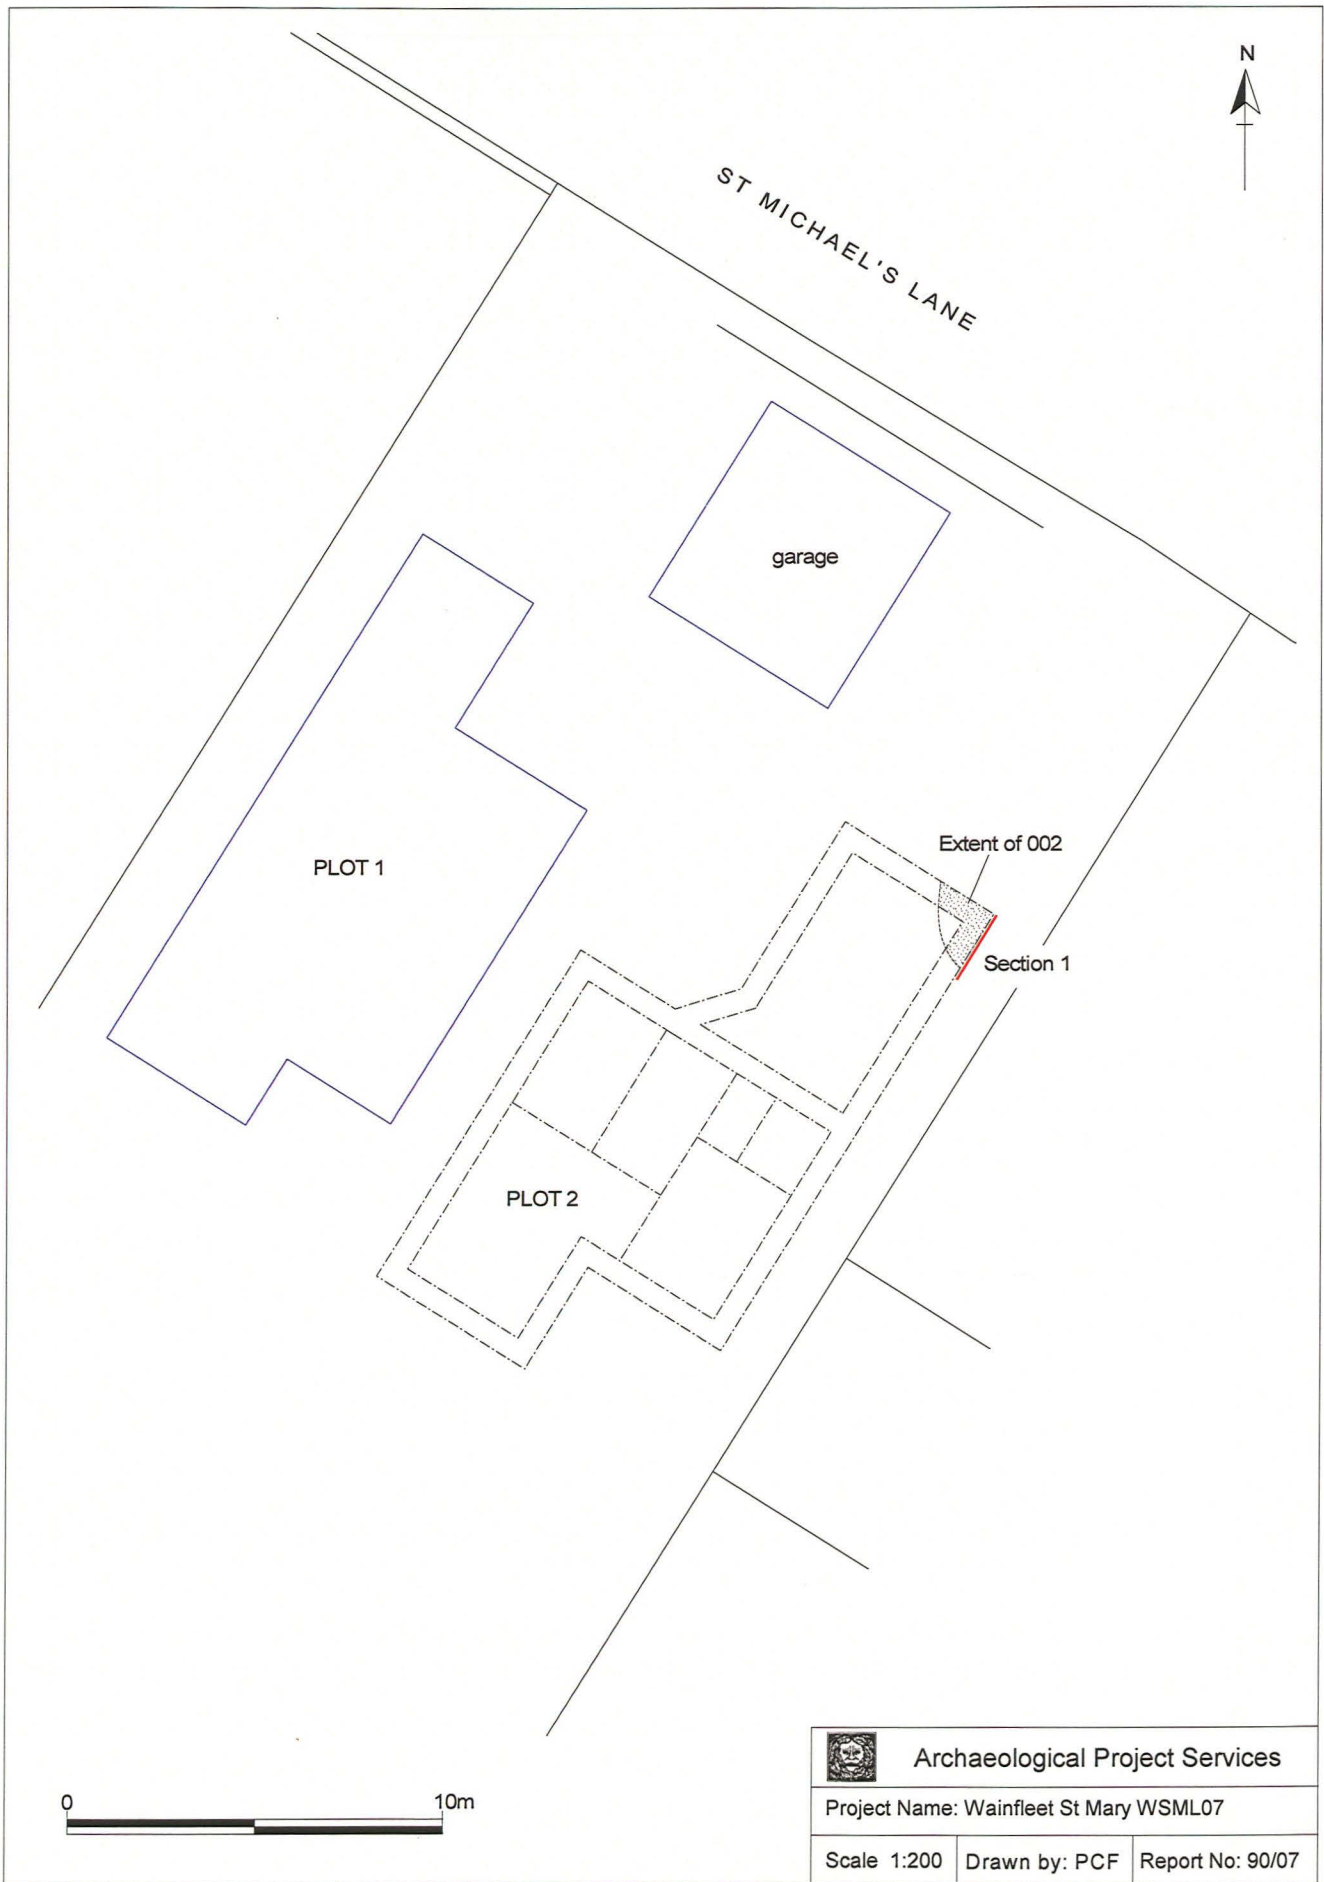 N
ST MICHAEL'S LANE
garage
Extent of 002
PLOT 1
Section 1
PLOT 2
0 10m
Archaeological Project Services
Project Name: Wainfleet St Mary WSML07
Scale 1:200 Drawn by: PCF Report No: 90/07